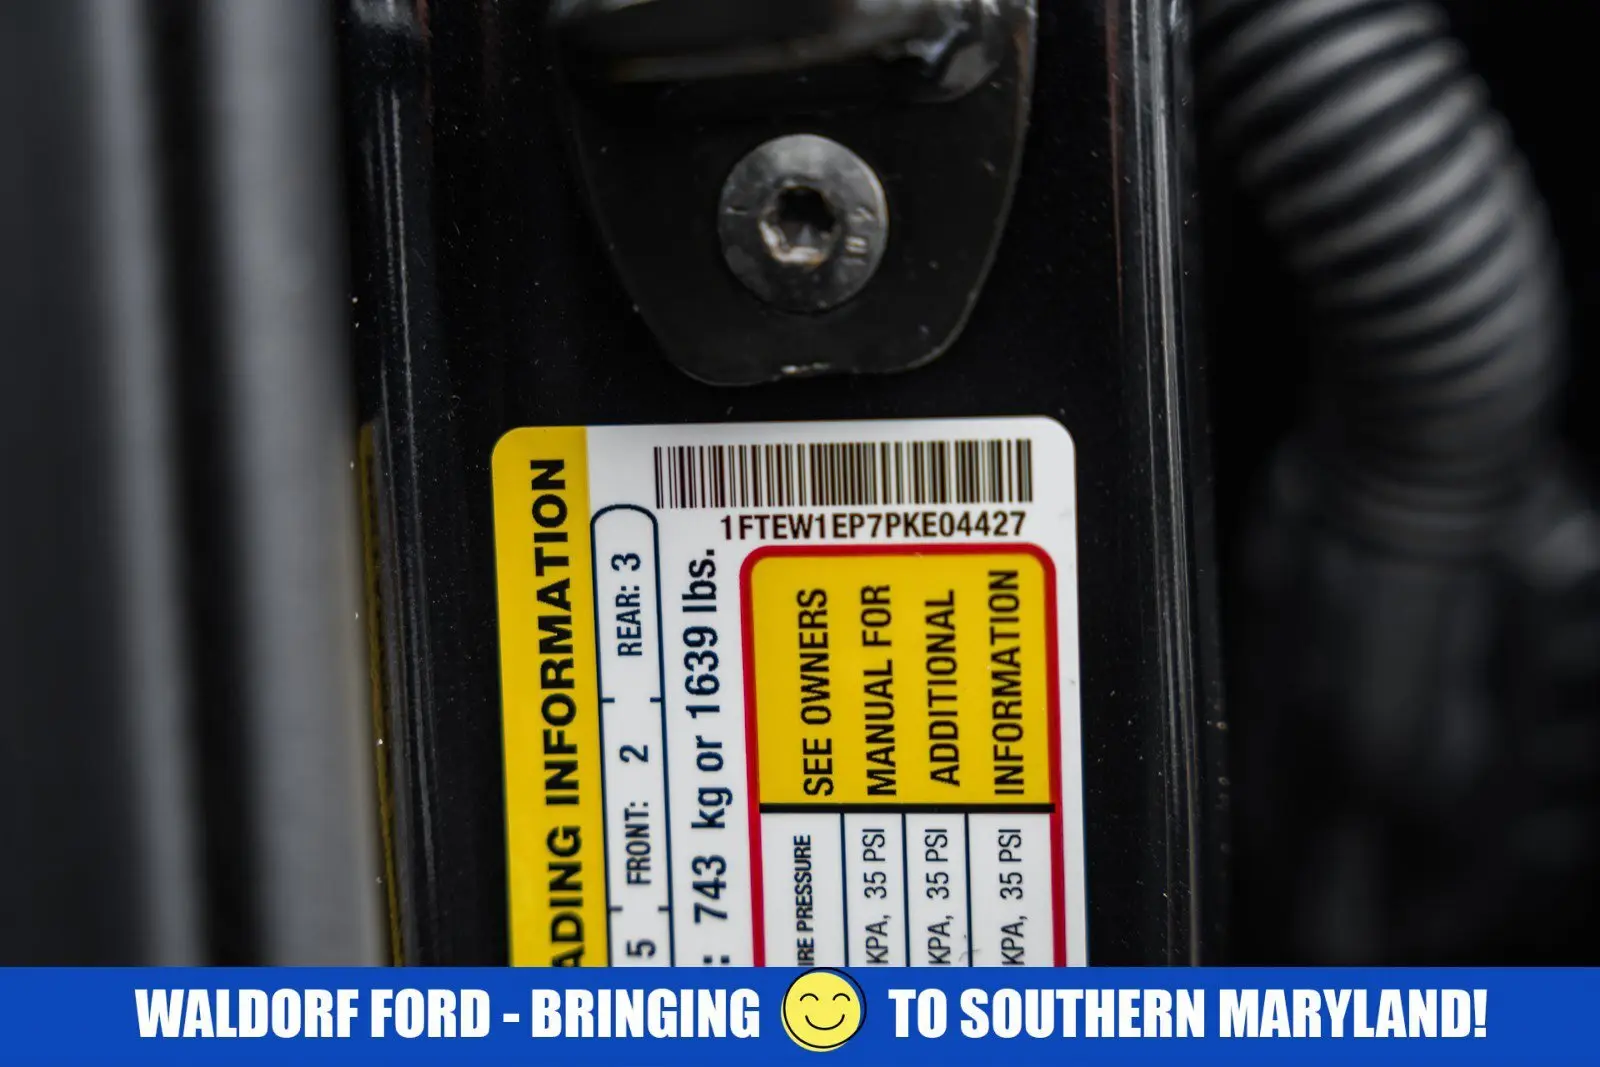 1FTEW1EP7PKE04427
ADING INFORMATION
5 FRONT: 2 REAR: 3
: 743 kg or 1639 lbs.
IRE PRESSURE
KPA, 35 PSI
KPA, 35 PSI
KPA, 35 PSI
SEE OWNERS
MANUAL FOR
ADDITIONAL
INFORMATION
WALDORF FORD - BRINGING TO SOUTHERN MARYLAND!